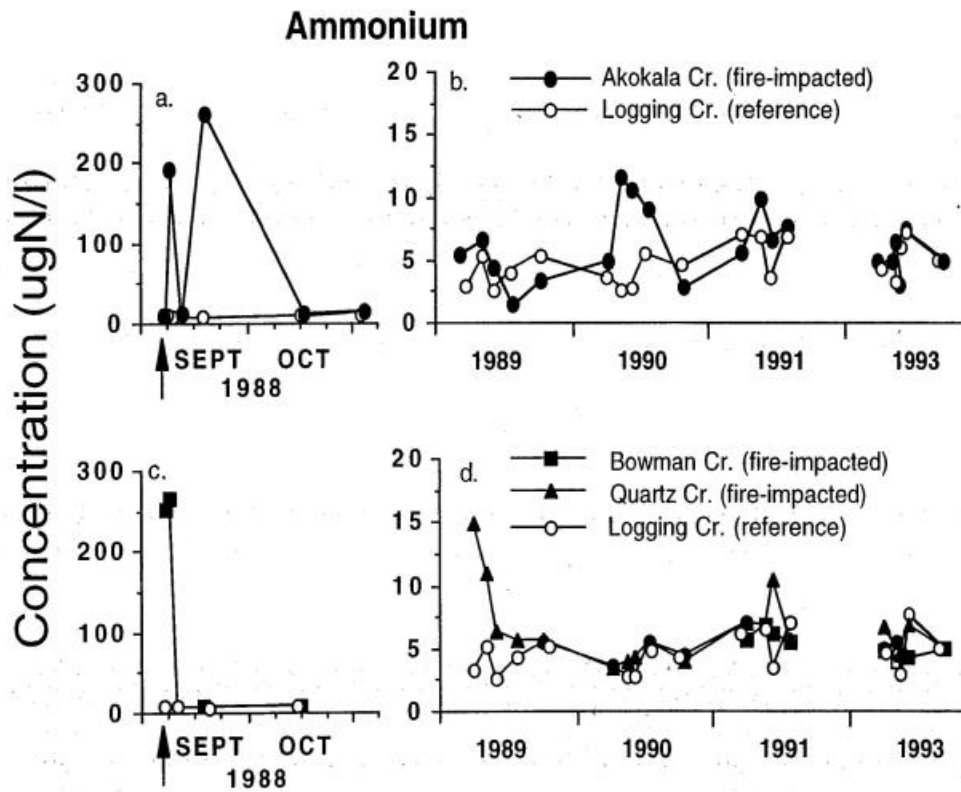 Ammonium
Concentration (ugN/l)
a.
300
200
100
0
SEPT
OCT
1988
b.
Akokala Cr. (fire-impacted)
Logging Cr. (reference)
20
15
10
5
0
1989
1990
1991
1993
c.
300
200
100
0
SEPT
OCT
1988
d.
Bowman Cr. (fire-impacted)
Quartz Cr. (fire-impacted)
Logging Cr. (reference)
20
15
10
5
0
1989
1990
1991
1993